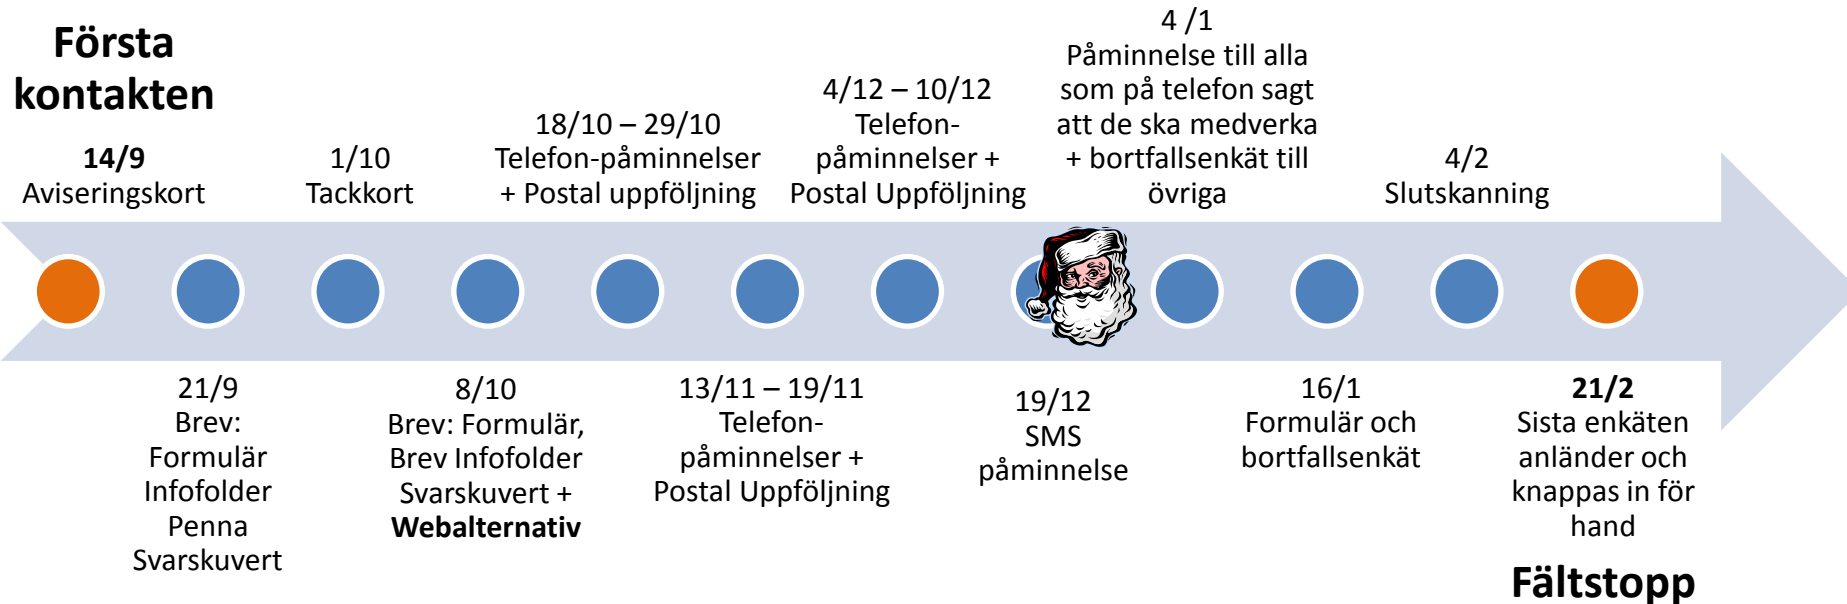 Första
kontakten
14/9
Aviseringskort
1/10
Tackkort
18/10 – 29/10
Telefon-påminnelser
+ Postal uppföljning
4/12 – 10/12
Telefon-
påminnelser +
Postal Uppföljning
4 /1
Påminnelse till alla
som på telefon sagt
att de ska medverka
+ bortfallsenkät till
övriga
4/2
Slutskanning
21/9
Brev:
Formulär
Infofolder
Penna
Svarskuvert
8/10
Brev: Formulär,
Brev Infofolder
Svarskuvert +
Webalternativ
13/11 – 19/11
Telefon-
påminnelser +
Postal Uppföljning
19/12
SMS
påminnelse
16/1
Formulär och
bortfallsenkät
21/2
Sista enkäten
anländer och
knappas in för
hand
Fältstopp